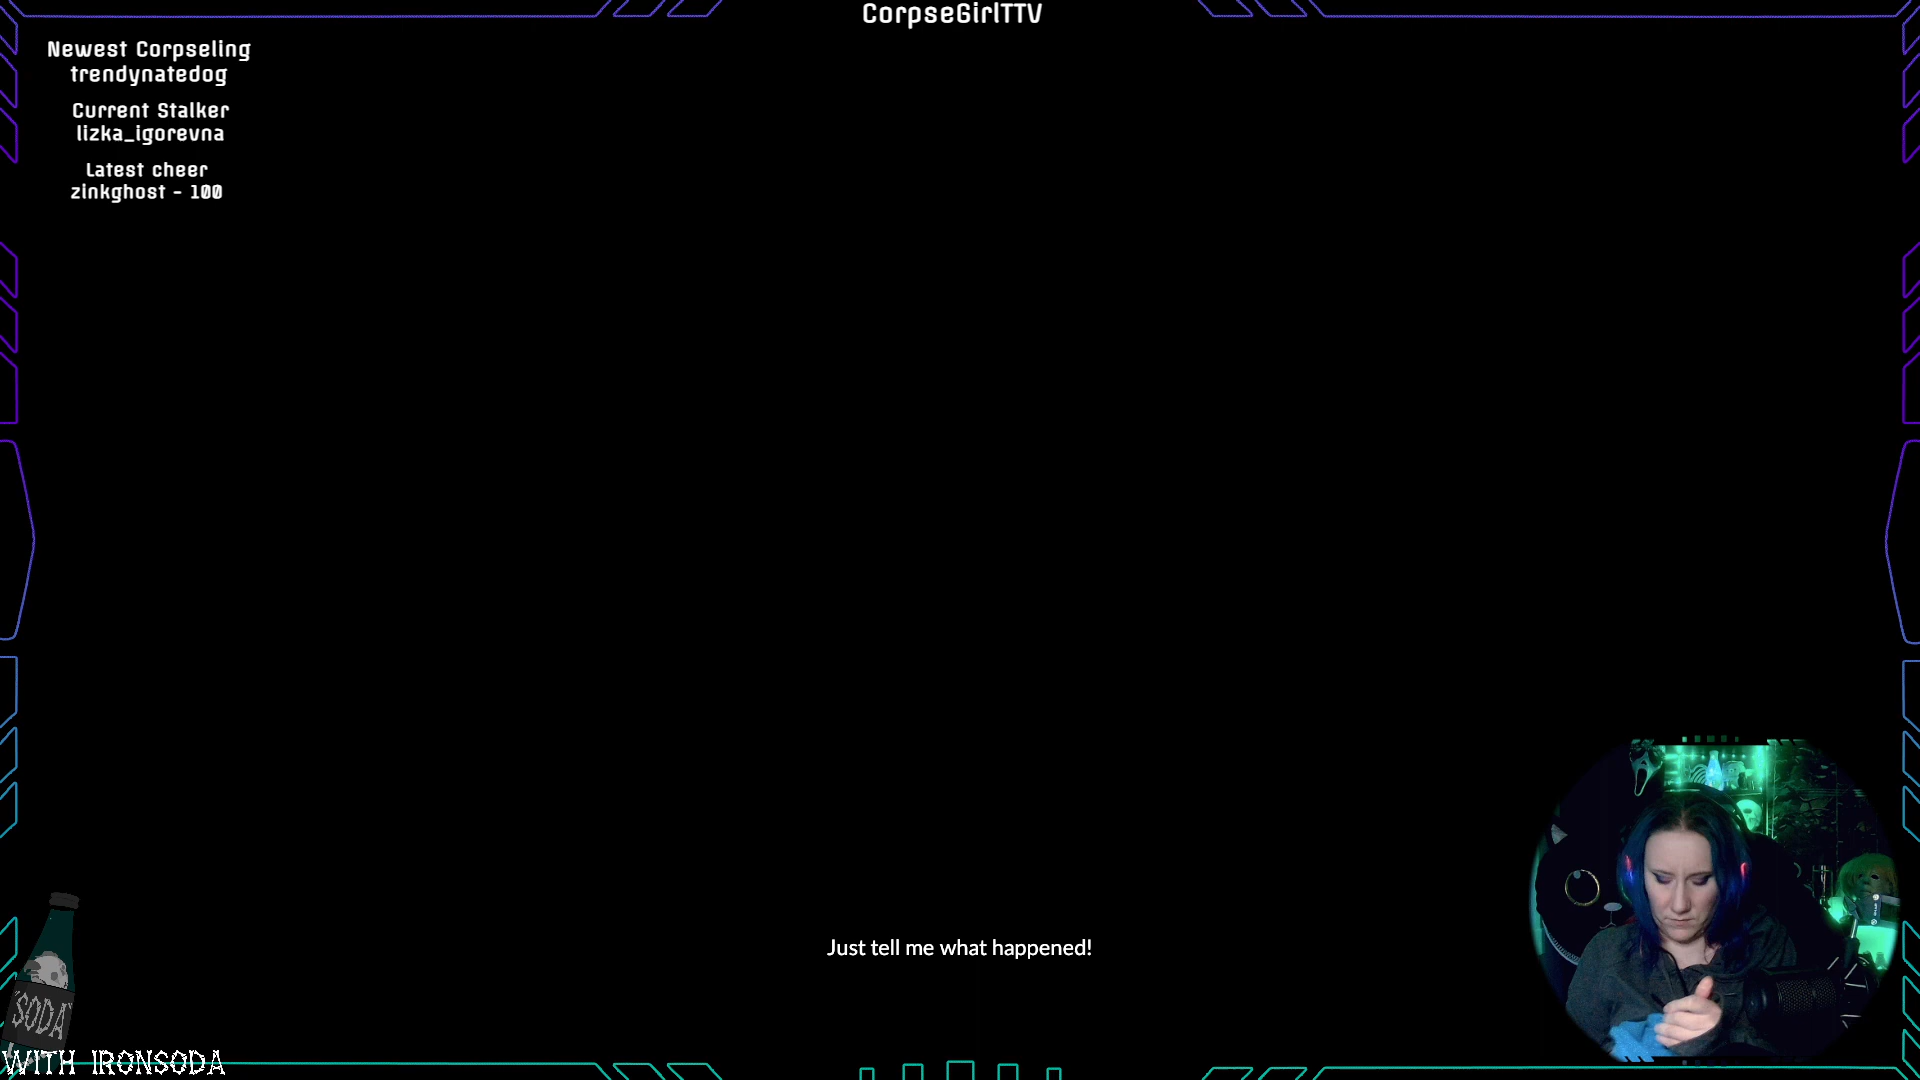 CorpseGirlTTV
Newest Corpseling
trendynatedog
Current Stalker
lizka_igorevna
Latest cheer
zinkghost - 100
Just tell me what happened!
SODA
WITH IRONSODA